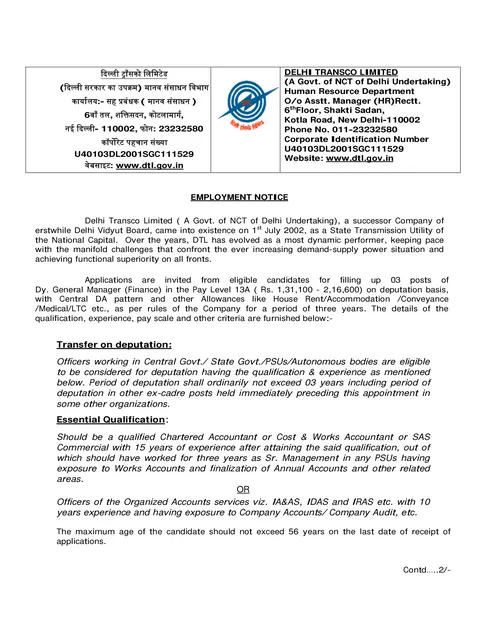 दिल्ली ट्राँसको लिमिटेड
(दिल्ली सरकार का उपक्रम) मानव संसाधन विभाग
कार्यालय:- सह प्रबंधक ( मानव संसाधन )
6वाँ तल, शक्तिसदन, कोटलामार्ग,
नई दिल्ली- 110002, फोन: 23232580
कॉर्पोरेट पहचान संख्या
U40103DL2001SGC111529
वेबसाइट: www.dtl.gov.in
DELHI TRANSCO LIMITED
(A Govt. of NCT of Delhi Undertaking)
Human Resource Department
O/o Asstt. Manager (HR)Rectt.
6thFloor, Shakti Sadan,
Kotla Road, New Delhi-110002
Phone No. 011-23232580
Corporate Identification Number
U40103DL2001SGC111529
Website: www.dtl.gov.in
EMPLOYMENT NOTICE
Delhi Transco Limited ( A Govt. of NCT of Delhi Undertaking), a successor Company of
erstwhile Delhi Vidyut Board, came into existence on 1st July 2002, as a State Transmission Utility of
the National Capital. Over the years, DTL has evolved as a most dynamic performer, keeping pace
with the manifold challenges that confront the ever increasing demand-supply power situation and
achieving functional superiority on all fronts.
Applications are invited from eligible candidates for filling up 03 posts of
Dy. General Manager (Finance) in the Pay Level 13A ( Rs. 1,31,100 - 2,16,600) on deputation basis,
with Central DA pattern and other Allowances like House Rent/Accommodation /Conveyance
/Medical/LTC etc., as per rules of the Company for a period of three years. The details of the
qualification, experience, pay scale and other criteria are furnished below:-
Transfer on deputation:
Officers working in Central Govt./ State Govt./PSUs/Autonomous bodies are eligible
to be considered for deputation having the qualification & experience as mentioned
below. Period of deputation shall ordinarily not exceed 03 years including period of
deputation in other ex-cadre posts held immediately preceding this appointment in
some other organizations.
Essential Qualification:
Should be a qualified Chartered Accountant or Cost & Works Accountant or SAS
Commercial with 15 years of experience after attaining the said qualification, out of
which should have worked for three years as Sr. Management in any PSUs having
exposure to Works Accounts and finalization of Annual Accounts and other related
areas.
OR
Officers of the Organized Accounts services viz. IA&AS, IDAS and IRAS etc. with 10
years experience and having exposure to Company Accounts/ Company Audit, etc.
The maximum age of the candidate should not exceed 56 years on the last date of receipt of
applications.
Contd…..2/-